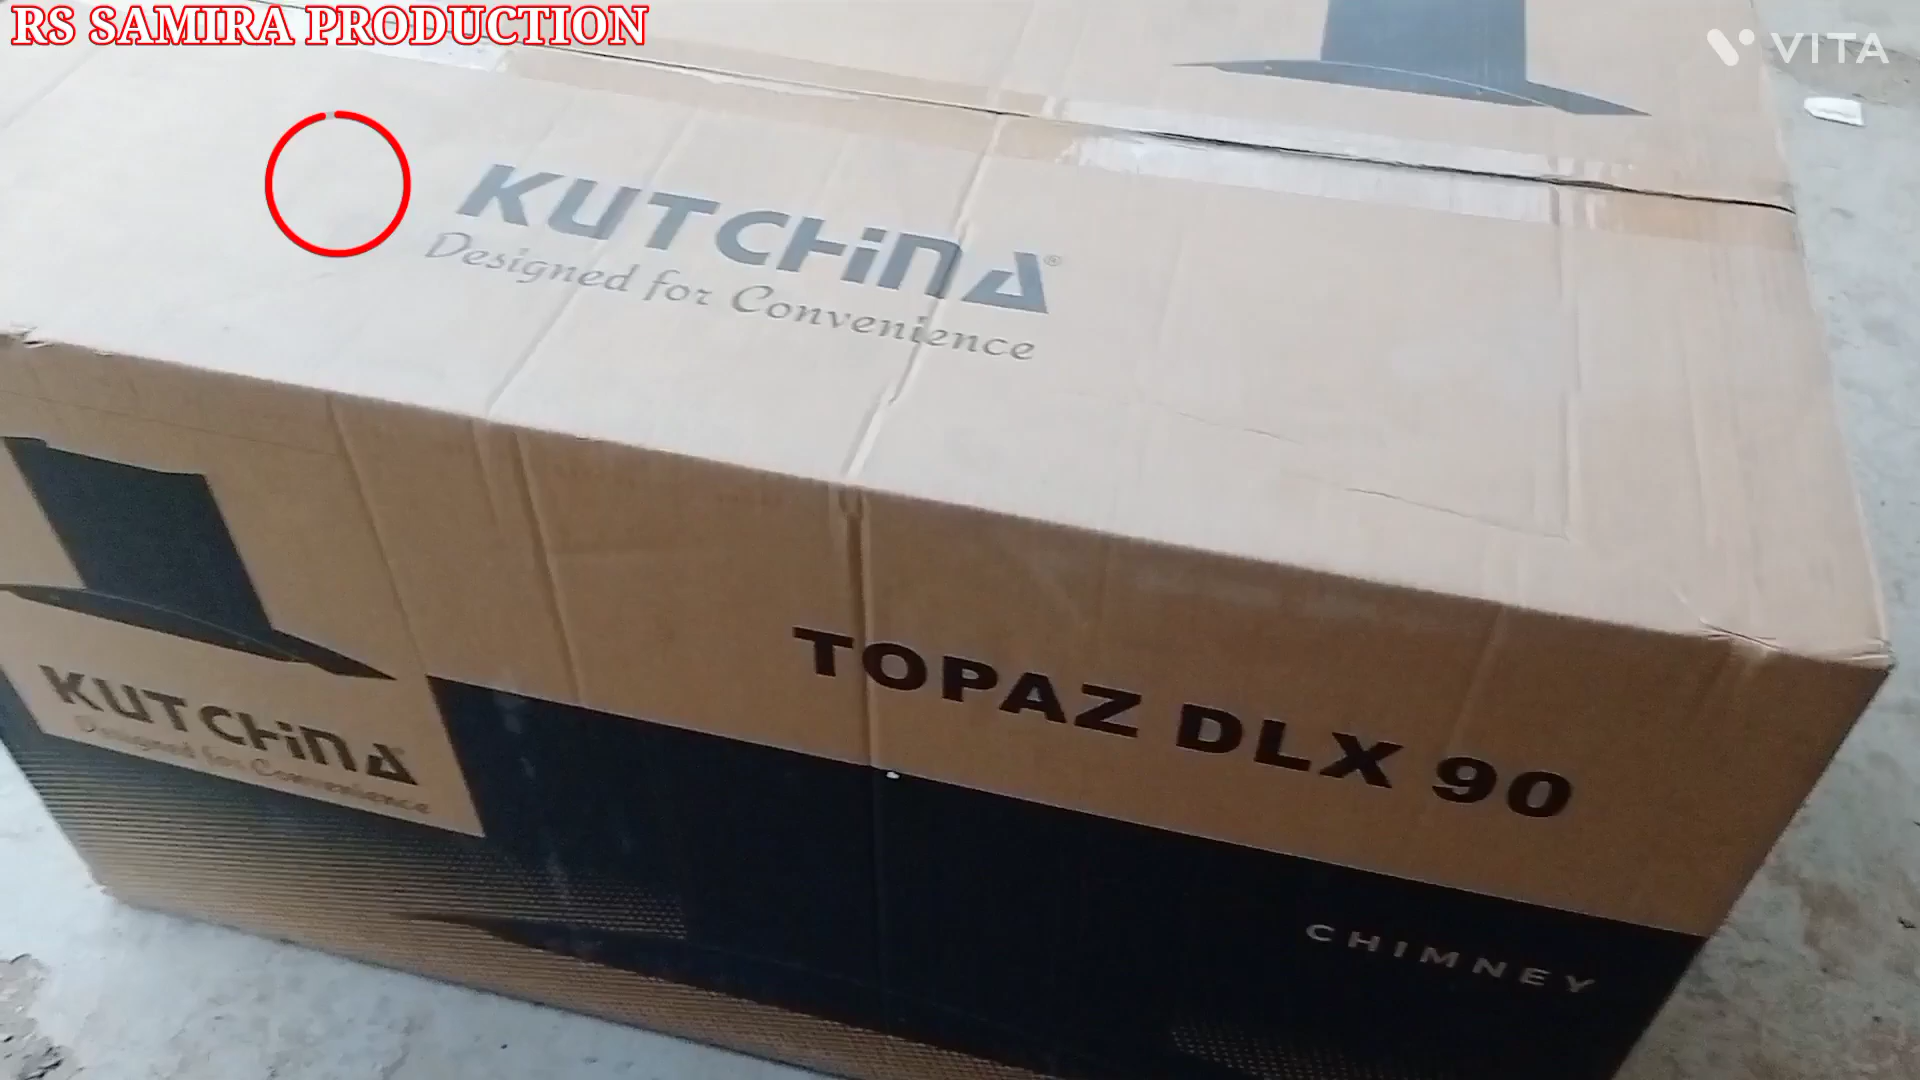 RS SAMIRA PRODUCTION
VITA
KUTCHINA®
Designed for Convenience
TOPAZ DLX 90
KUTCHINA
Designed for Convenience
CHIMNEY